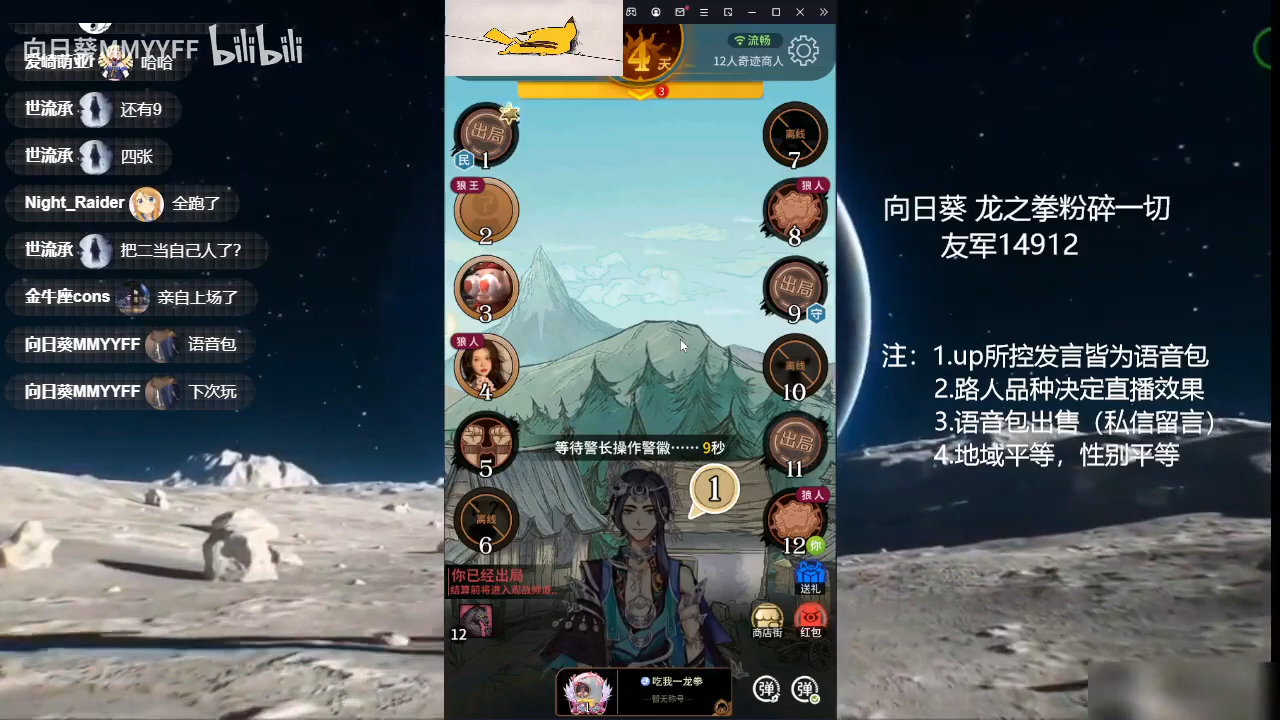 向日葵MMYYFF bilibili
爱崎萌亚f 哈哈
世流承 还有9
世流承 四张
Night_Raider 全跑了
世流承 把二当自己人了？
金牛座cons 亲自上场了
向日葵MMYYFF 语音包
向日葵MMYYFF 下次玩
4天
流畅
12人奇迹商人
3
出局
民 1
狼王
2
3
狼人
4
5
离线
6
离线
7
狼人
8
出局
9 守
离线
10
出局
11
狼人
12 你
等待警长操作警徽…… 9秒
1
你已经出局
结算前将进入观战频道..
12
送礼
商店街
红包
吃我一龙拳
暂无称号
弹 弹
向日葵 龙之拳粉碎一切
友军14912
注：1.up所控发言皆为语音包
2.路人品种决定直播效果
3.语音包出售（私信留言）
4.地域平等，性别平等